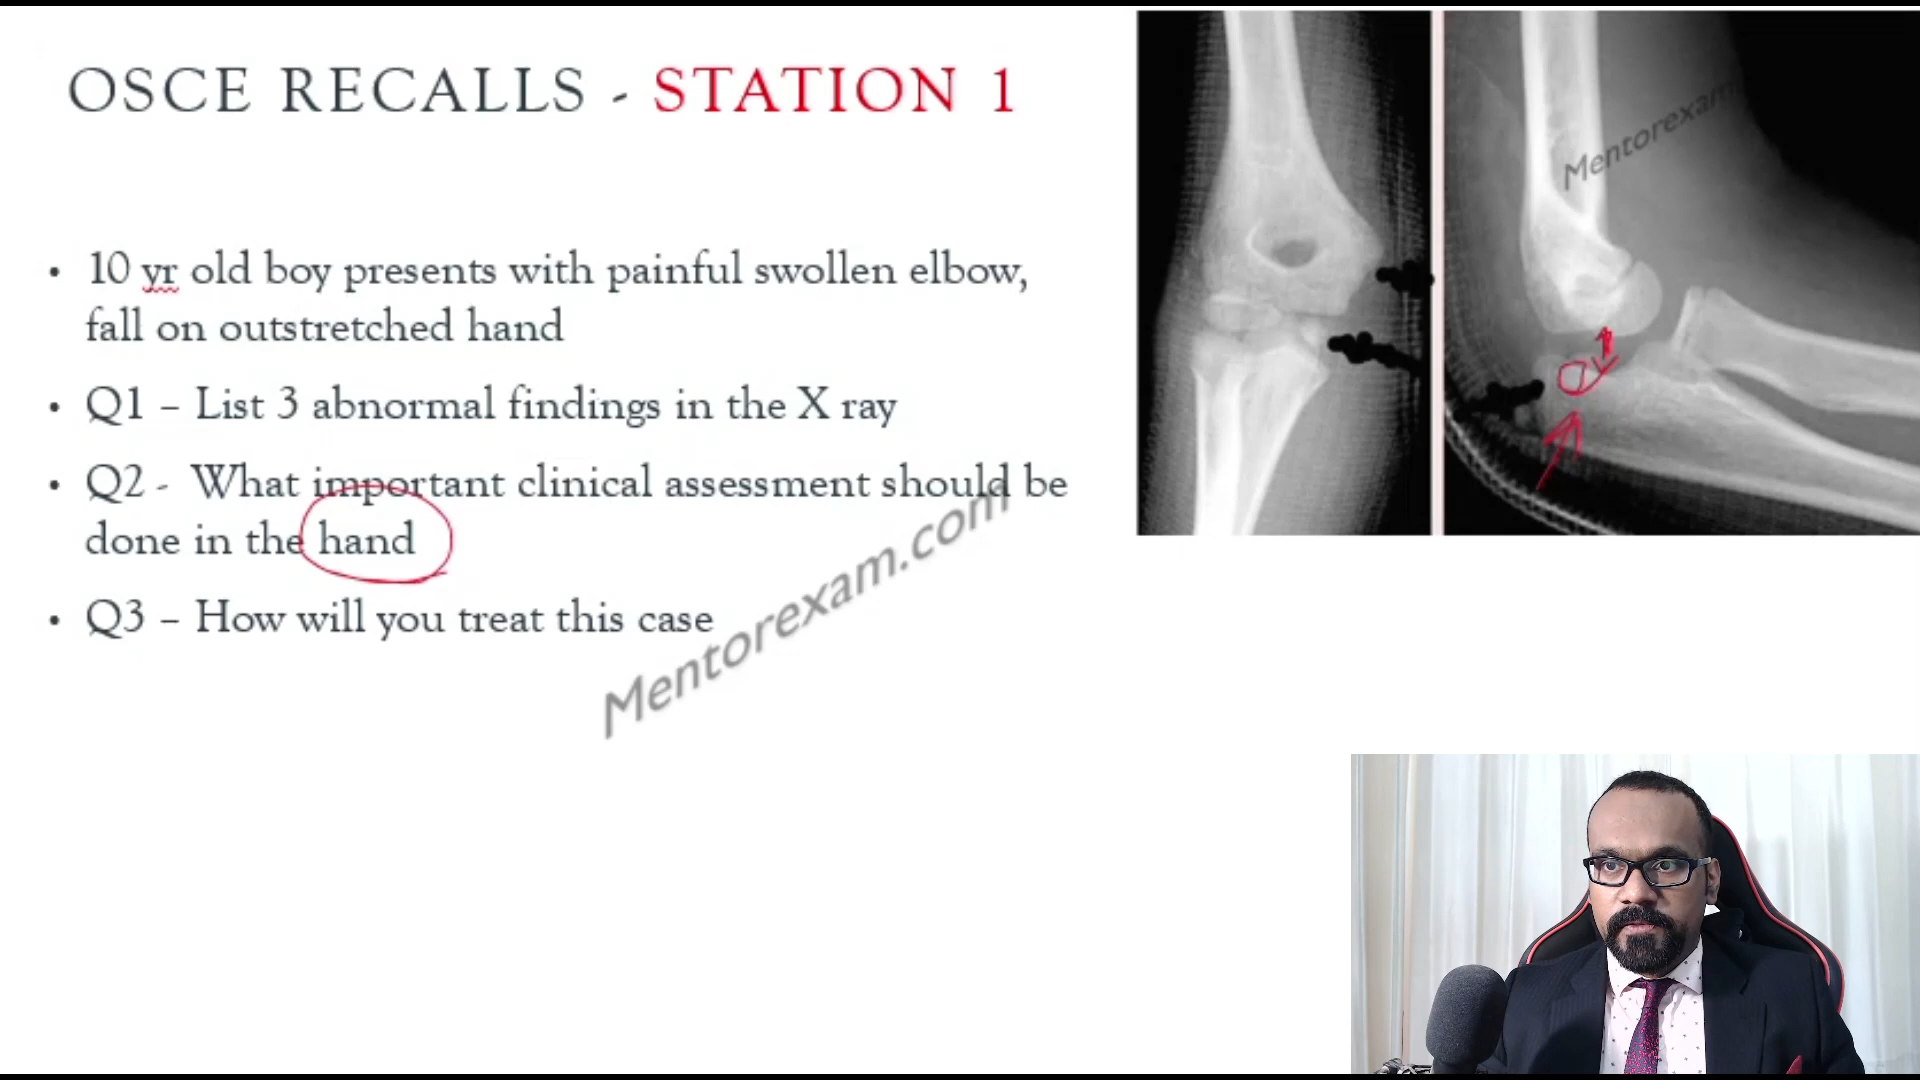 OSCE RECALLS - STATION 1
• 10 yr old boy presents with painful swollen elbow,
fall on outstretched hand
• Q1 – List 3 abnormal findings in the X ray
• Q2 - What important clinical assessment should be
done in the hand
• Q3 – How will you treat this case
Mentorexam.com
Mentorexam